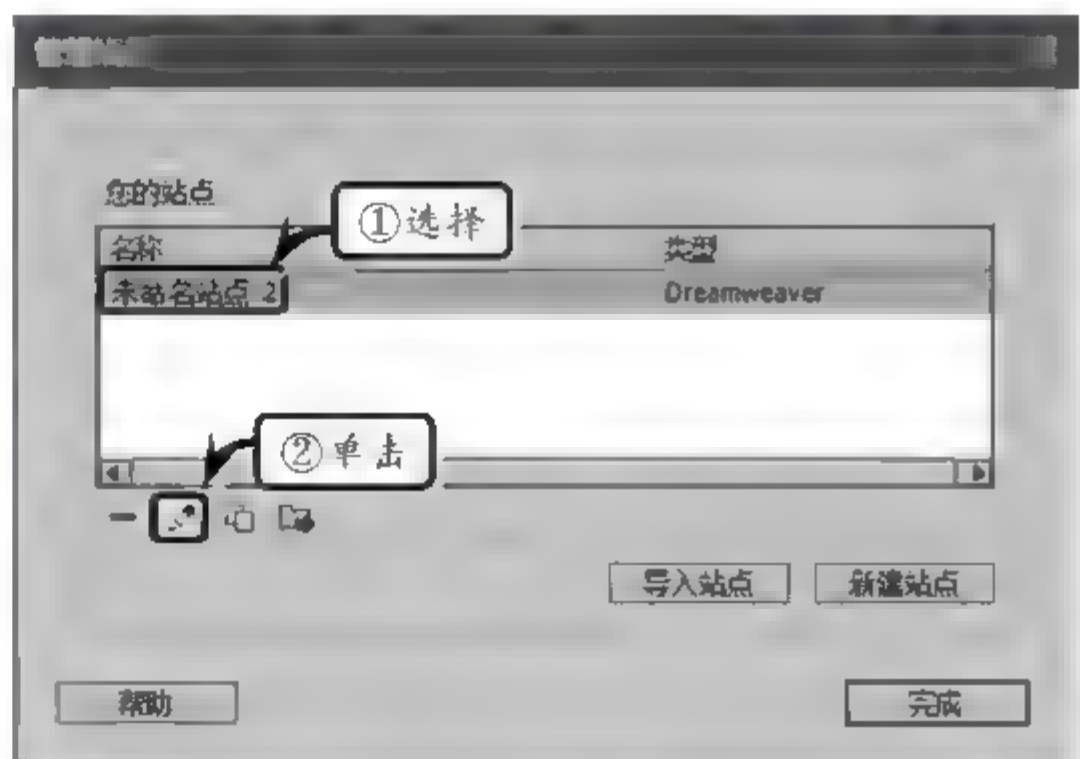 您的站点
①选择
名称 类型
未命名站点 2 Dreamweaver
②单击
导入站点 新建站点
帮助 完成